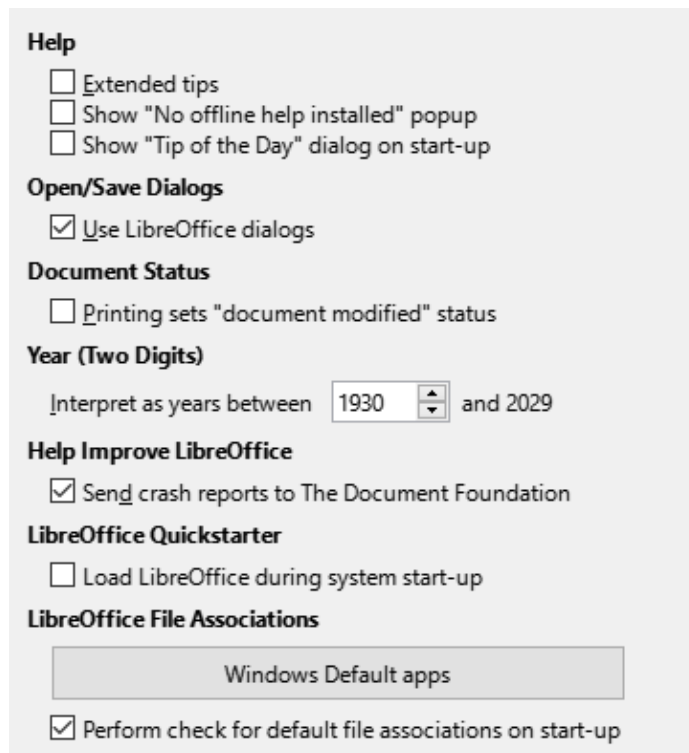 Help
Extended tips
Show "No offline help installed" popup
Show "Tip of the Day" dialog on start-up
Open/Save Dialogs
Use LibreOffice dialogs
Document Status
Printing sets "document modified" status
Year (Two Digits)
Interpret as years between 1930 and 2029
Help Improve LibreOffice
Send crash reports to The Document Foundation
LibreOffice Quickstarter
Load LibreOffice during system start-up
LibreOffice File Associations
Windows Default apps
Perform check for default file associations on start-up